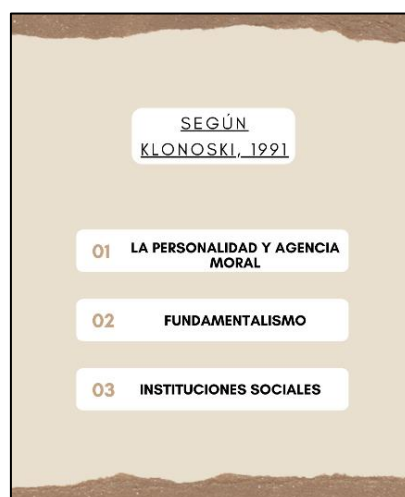 SEGÚN
KLONOSKI, 1991
01 LA PERSONALIDAD Y AGENCIA
MORAL
02 FUNDAMENTALISMO
03 INSTITUCIONES SOCIALES